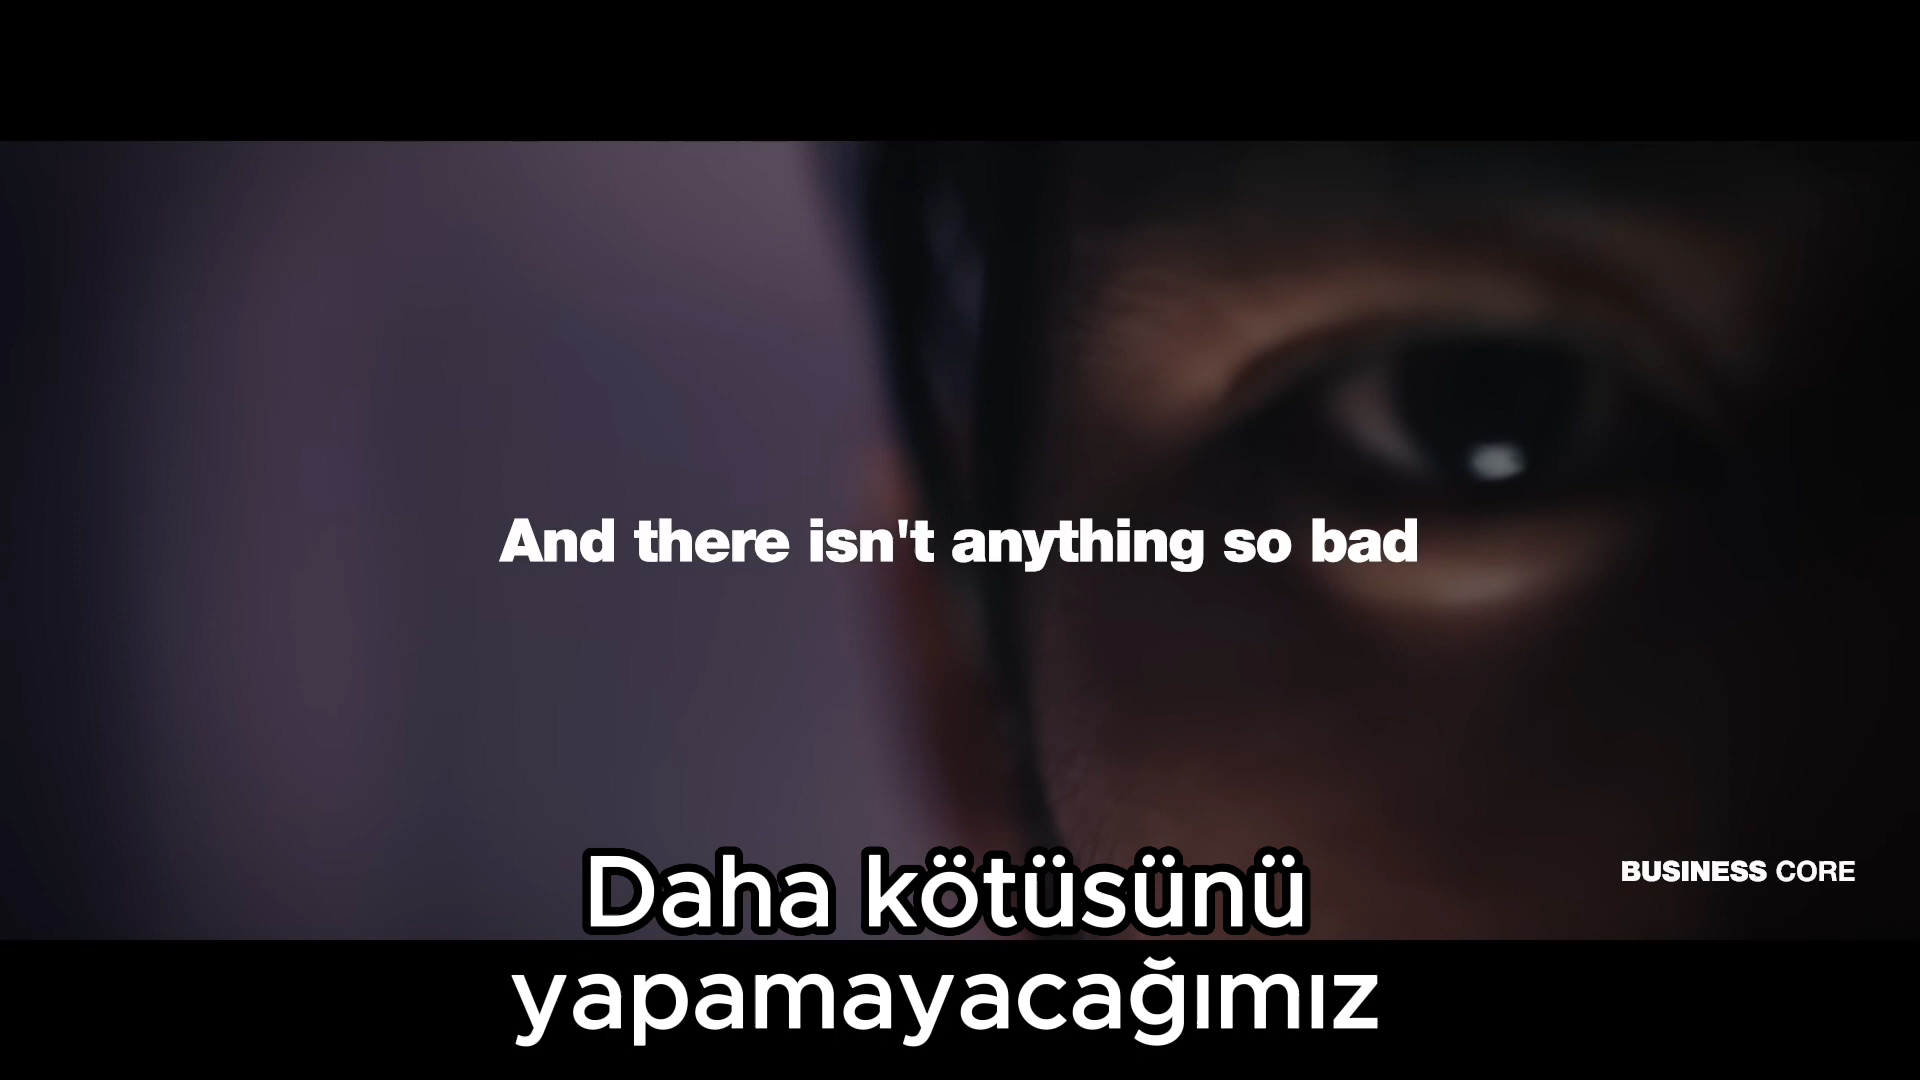 And there isn't anything so bad
BUSINESS CORE
Daha kötüsünü
yapamayacağımız